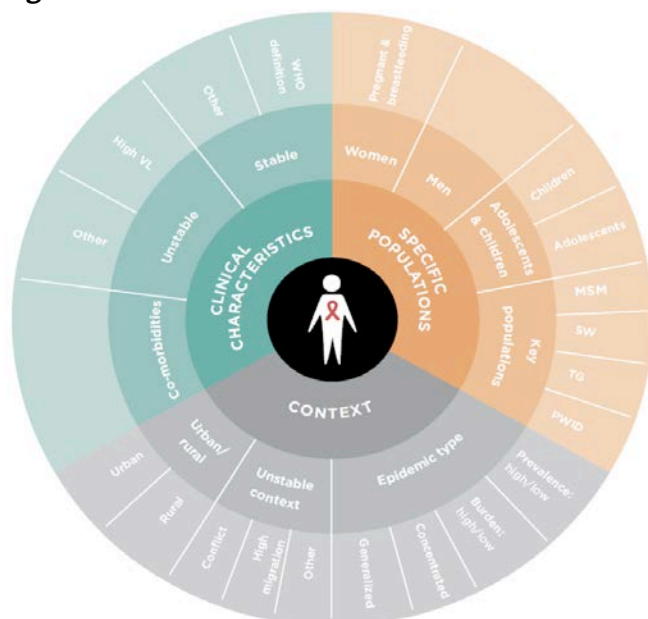 g
CLINICAL
CHARACTERISTICS
Stable
WHO
definition
Other
Unstable
High VL
Other
Co-morbidities
SPECIFIC
POPULATIONS
Women
Pregnant &
breastfeeding
Men
Adolescents
& children
Children
Adolescents
Key
populations
MSM
SW
TG
PWID
CONTEXT
Urban/
rural
Urban
Rural
Unstable
context
Conflict
High
migration
Other
Epidemic type
Generalized
Concentrated
Burden:
high/low
Prevalence:
high/low